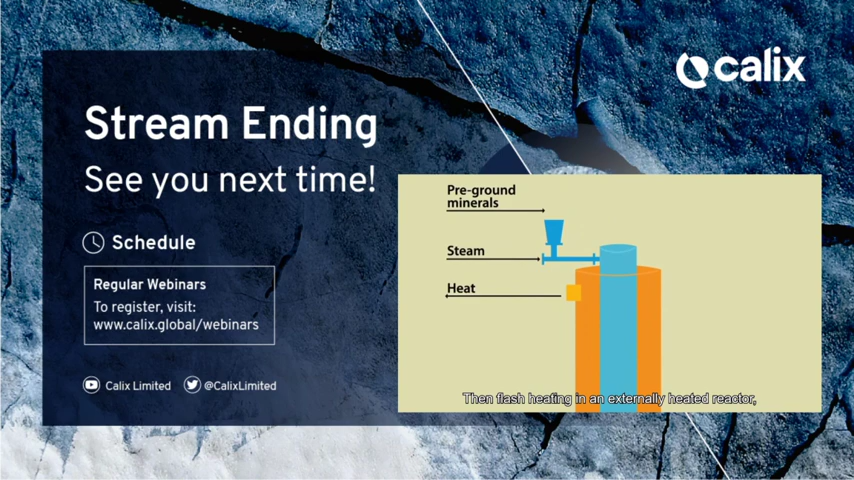 calix
Stream Ending
See you next time!
Schedule
Regular Webinars
To register, visit:
www.calix.global/webinars
Calix Limited @CalixLimited
Pre-ground
minerals
Steam
Heat
Then flash heating in an externally heated reactor,